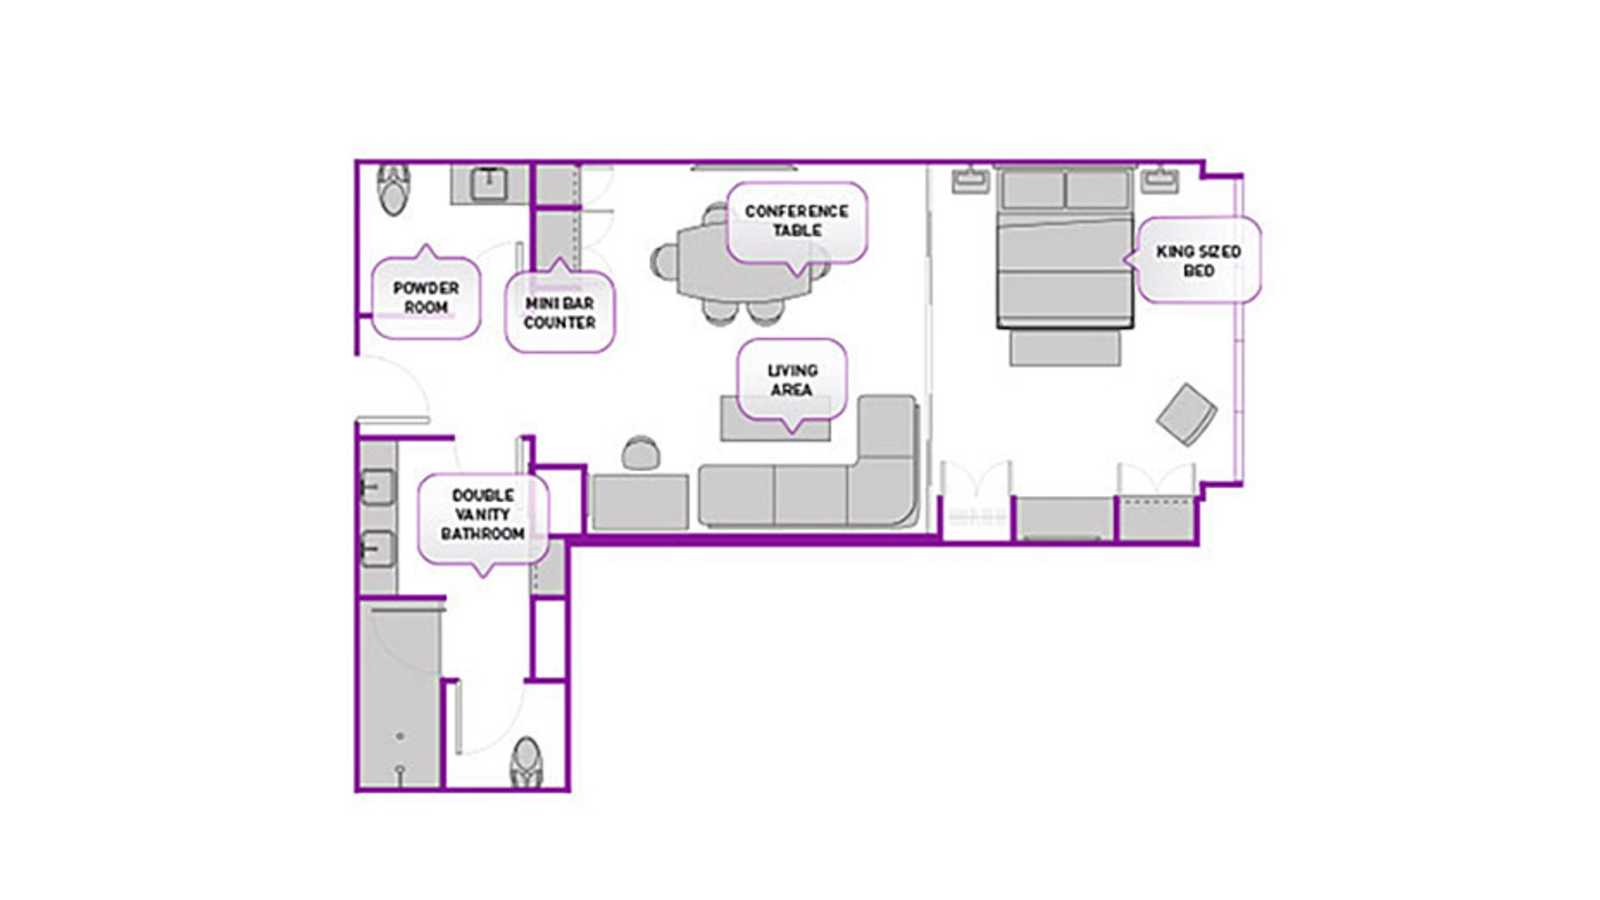 CONFERENCE
TABLE
KING SIZED
BED
POWDER
ROOM
MINI BAR
COUNTER
LIVING
AREA
DOUBLE
VANITY
BATHROOM